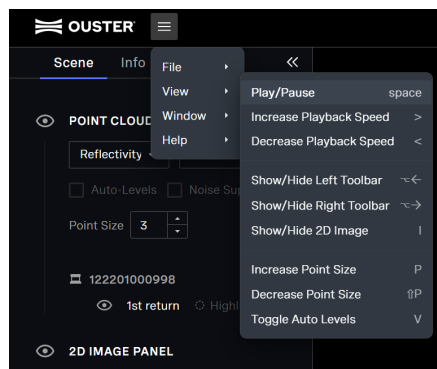 OUSTER
Scene Info
File
View
Window
Help
Play/Pause space
Increase Playback Speed >
Decrease Playback Speed <
Show/Hide Left Toolbar ⌥←
Show/Hide Right Toolbar ⌥→
Show/Hide 2D Image I
Increase Point Size P
Decrease Point Size ⇧P
Toggle Auto Levels V
POINT CLOUD
Reflectivity
Auto-Levels Noise
Point Size 3
122201000998
1st return
2D IMAGE PANEL